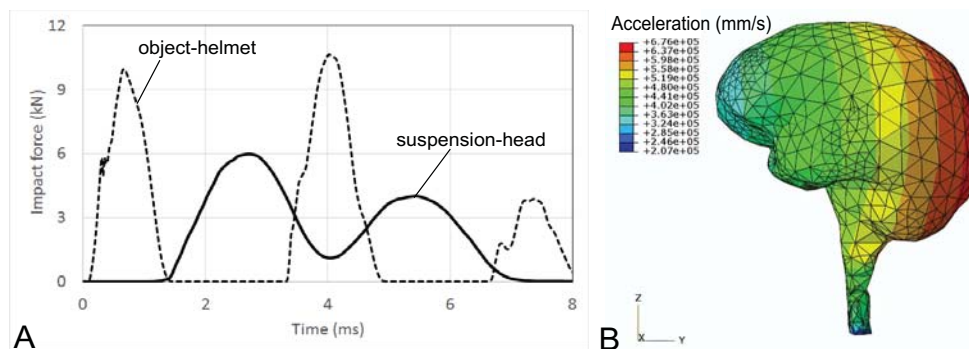 12
9
6
3
0
Impact force (kN)
object-helmet
suspension-head
0 2 4 6 8
Time (ms)
A
Acceleration (mm/s)
+6.76e+05
+6.37e+05
+5.98e+05
+5.58e+05
+5.19e+05
+4.80e+05
+4.41e+05
+4.02e+05
+3.63e+05
+3.24e+05
+2.85e+05
+2.46e+05
+2.07e+05
Z
X Y
B